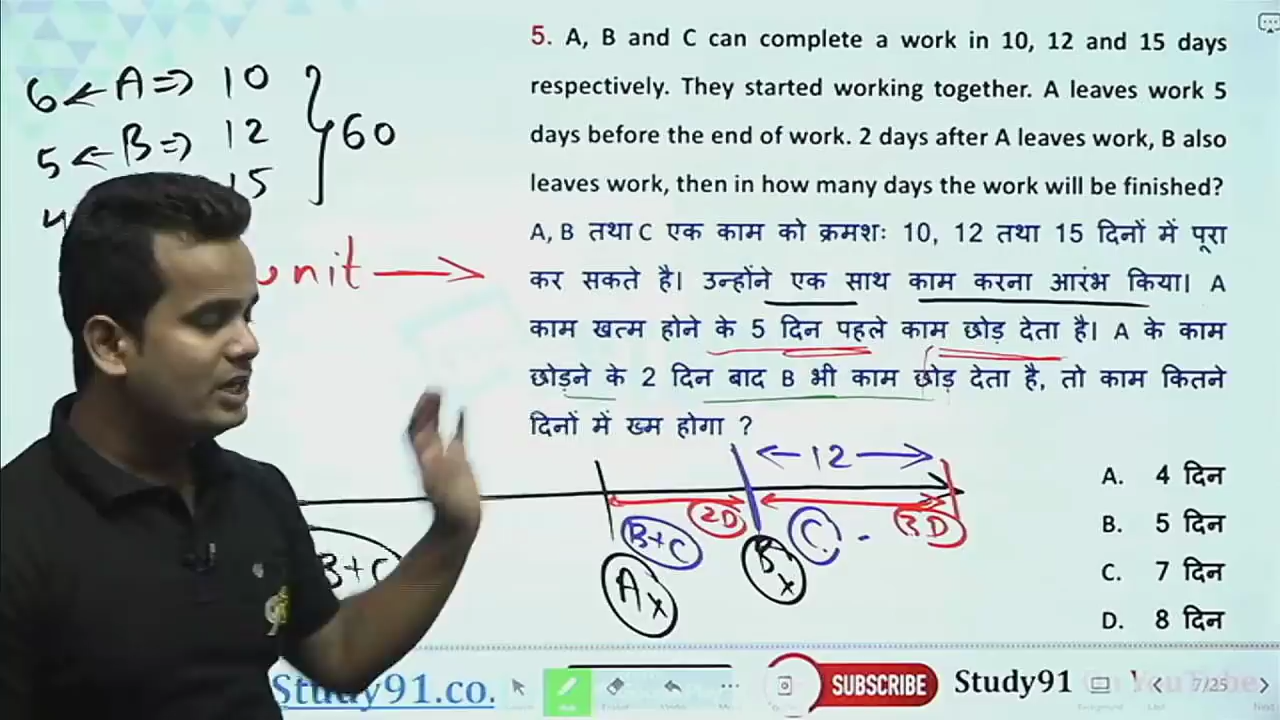 5. A, B and C can complete a work in 10, 12 and 15 days
respectively. They started working together. A leaves work 5
days before the end of work. 2 days after A leaves work, B also
leaves work, then in how many days the work will be finished?
A, B तथा C एक काम को क्रमशः 10, 12 तथा 15 दिनों में पूरा
कर सकते है। उन्होंने एक साथ काम करना आरंभ किया। A
काम खत्म होने के 5 दिन पहले काम छोड़ देता है। A के काम
छोड़ने के 2 दिन बाद B भी काम छोड़ देता है, तो काम कितने
दिनों में ख्म होगा ?
A. 4 दिन
B. 5 दिन
C. 7 दिन
D. 8 दिन
6 ← A ⇒ 10
5 ← B ⇒ 12
4
15
60
unit →
← 12 →
B+C 2D C 3D
B+C
A x
B x
Study91.co.
SUBSCRIBE
Study91
On YouTube
7/25